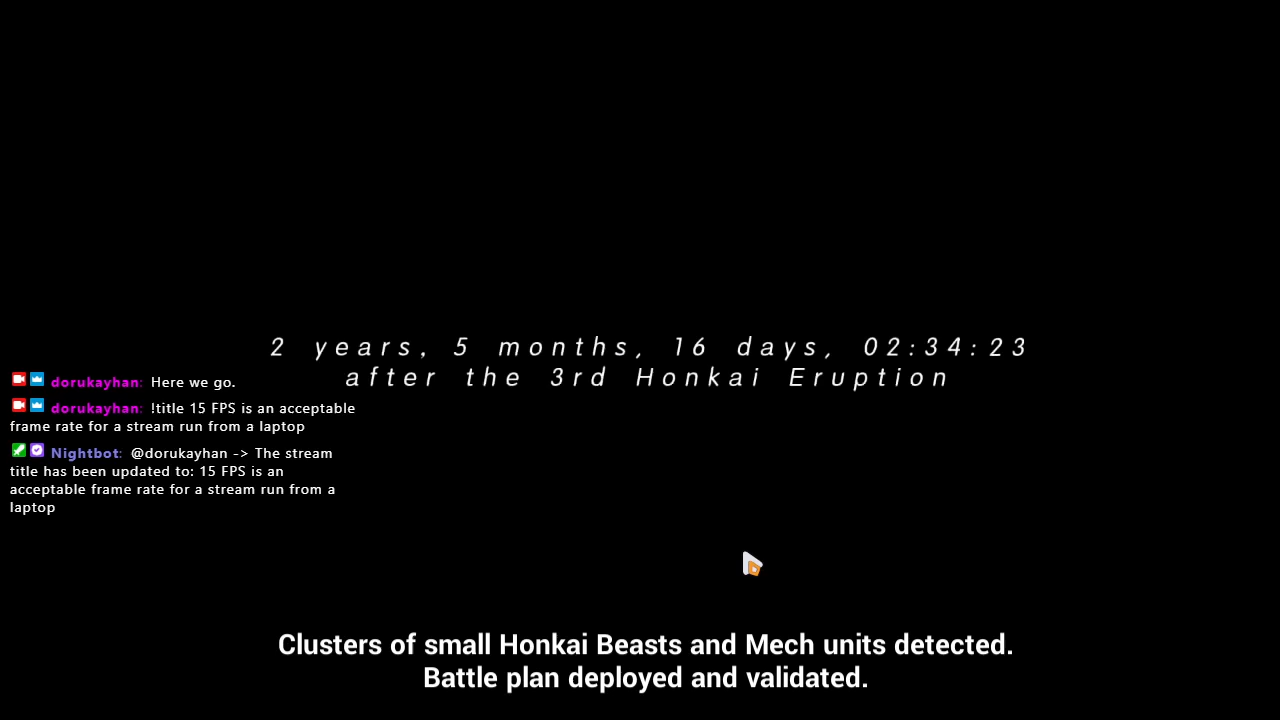 2 years, 5 months, 16 days, 02:34:23
after the 3rd Honkai Eruption
dorukayhan: Here we go.
dorukayhan: !title 15 FPS is an acceptable
frame rate for a stream run from a laptop
Nightbot: @dorukayhan -> The stream
title has been updated to: 15 FPS is an
acceptable frame rate for a stream run from a
laptop
Clusters of small Honkai Beasts and Mech units detected.
Battle plan deployed and validated.